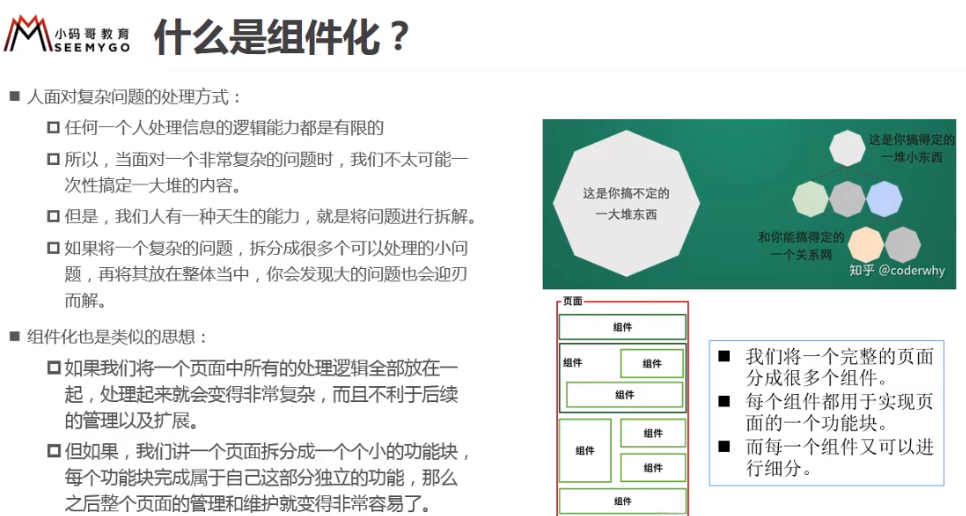 小码哥教育
SEEMYGO
什么是组件化？
人面对复杂问题的处理方式：
任何一个人处理信息的逻辑能力都是有限的
所以，当面对一个非常复杂的问题时，我们不太可能一
次性搞定一大堆的内容。
但是，我们人有一种天生的能力，就是将问题进行拆解。
如果将一个复杂的问题，拆分成很多个可以处理的小问
题，再将其放在整体当中，你会发现大的问题也会迎刃
而解。
组件化也是类似的思想：
如果我们将一个页面中所有的处理逻辑全部放在一
起，处理起来就会变得非常复杂，而且不利于后续
的管理以及扩展。
但如果，我们讲一个页面拆分成一个个小的功能块，
每个功能块完成属于自己这部分独立的功能，那么
之后整个页面的管理和维护就变得非常容易了。
这是你搞不定的
一大堆东西
这是你搞得定的
一堆小东西
和你能搞得定的
一个关系网
知乎 @coderwhy
页面
组件
组件
组件
组件
组件
组件
组件
组件
我们将一个完整的页面
分成很多个组件。
每个组件都用于实现页
面的一个功能块。
而每一个组件又可以进
行细分。